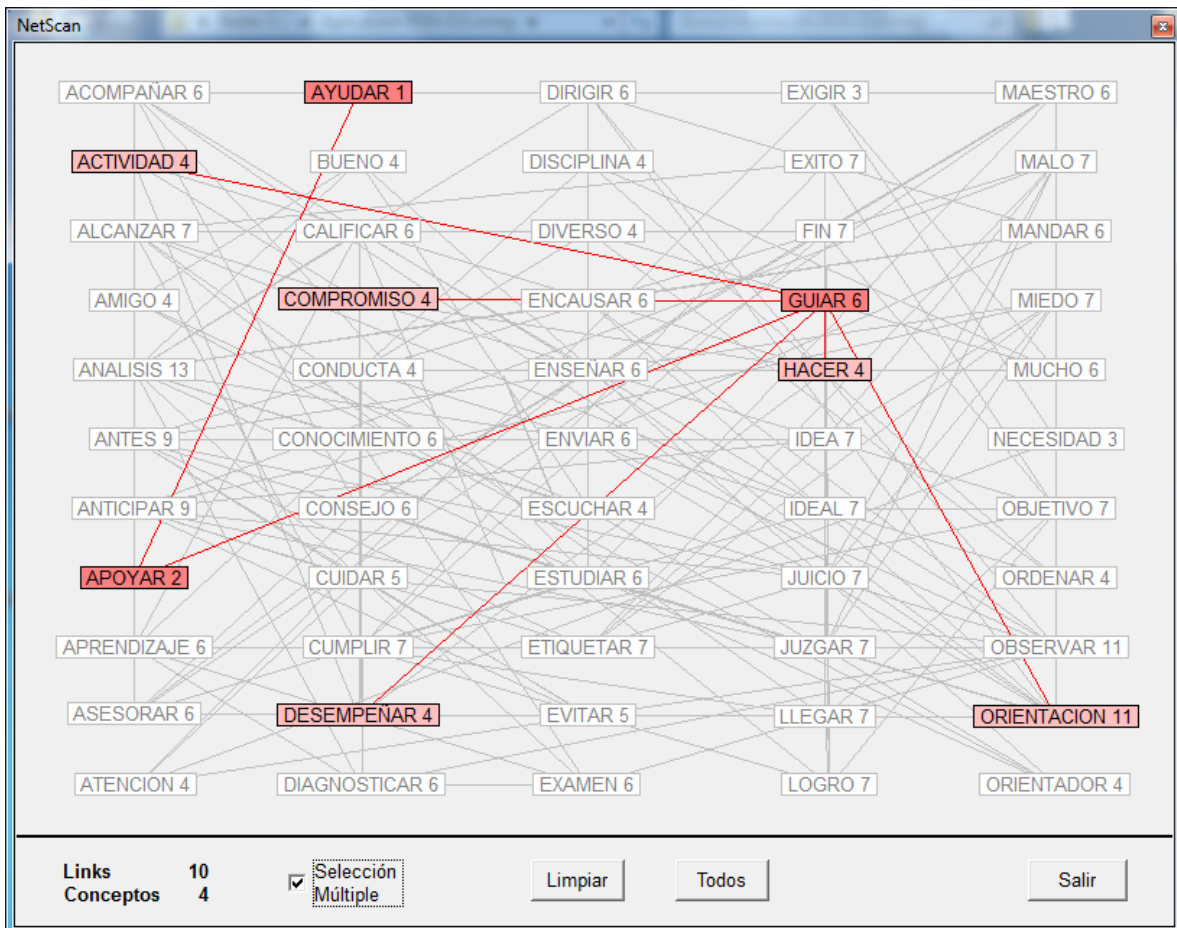 NetScan
ACOMPAÑAR 6 AYUDAR 1 DIRIGIR 6 EXIGIR 3 MAESTRO 6
ACTIVIDAD 4 BUENO 4 DISCIPLINA 4 EXITO 7 MALO 7
ALCANZAR 7 CALIFICAR 6 DIVERSO 4 FIN 7 MANDAR 6
AMIGO 4 COMPROMISO 4 ENCAUSAR 6 GUIAR 6 MIEDO 7
ANALISIS 13 CONDUCTA 4 ENSEÑAR 6 HACER 4 MUCHO 6
ANTES 9 CONOCIMIENTO 6 ENVIAR 6 IDEA 7 NECESIDAD 3
ANTICIPAR 9 CONSEJO 6 ESCUCHAR 4 IDEAL 7 OBJETIVO 7
APOYAR 2 CUIDAR 5 ESTUDIAR 6 JUICIO 7 ORDENAR 4
APRENDIZAJE 6 CUMPLIR 7 ETIQUETAR 7 JUZGAR 7 OBSERVAR 11
ASESORAR 6 DESEMPEÑAR 4 EVITAR 5 LLEGAR 7 ORIENTACION 11
ATENCION 4 DIAGNOSTICAR 6 EXAMEN 6 LOGRO 7 ORIENTADOR 4
Links 10
Conceptos 4
Selección
Múltiple
Limpiar Todos Salir